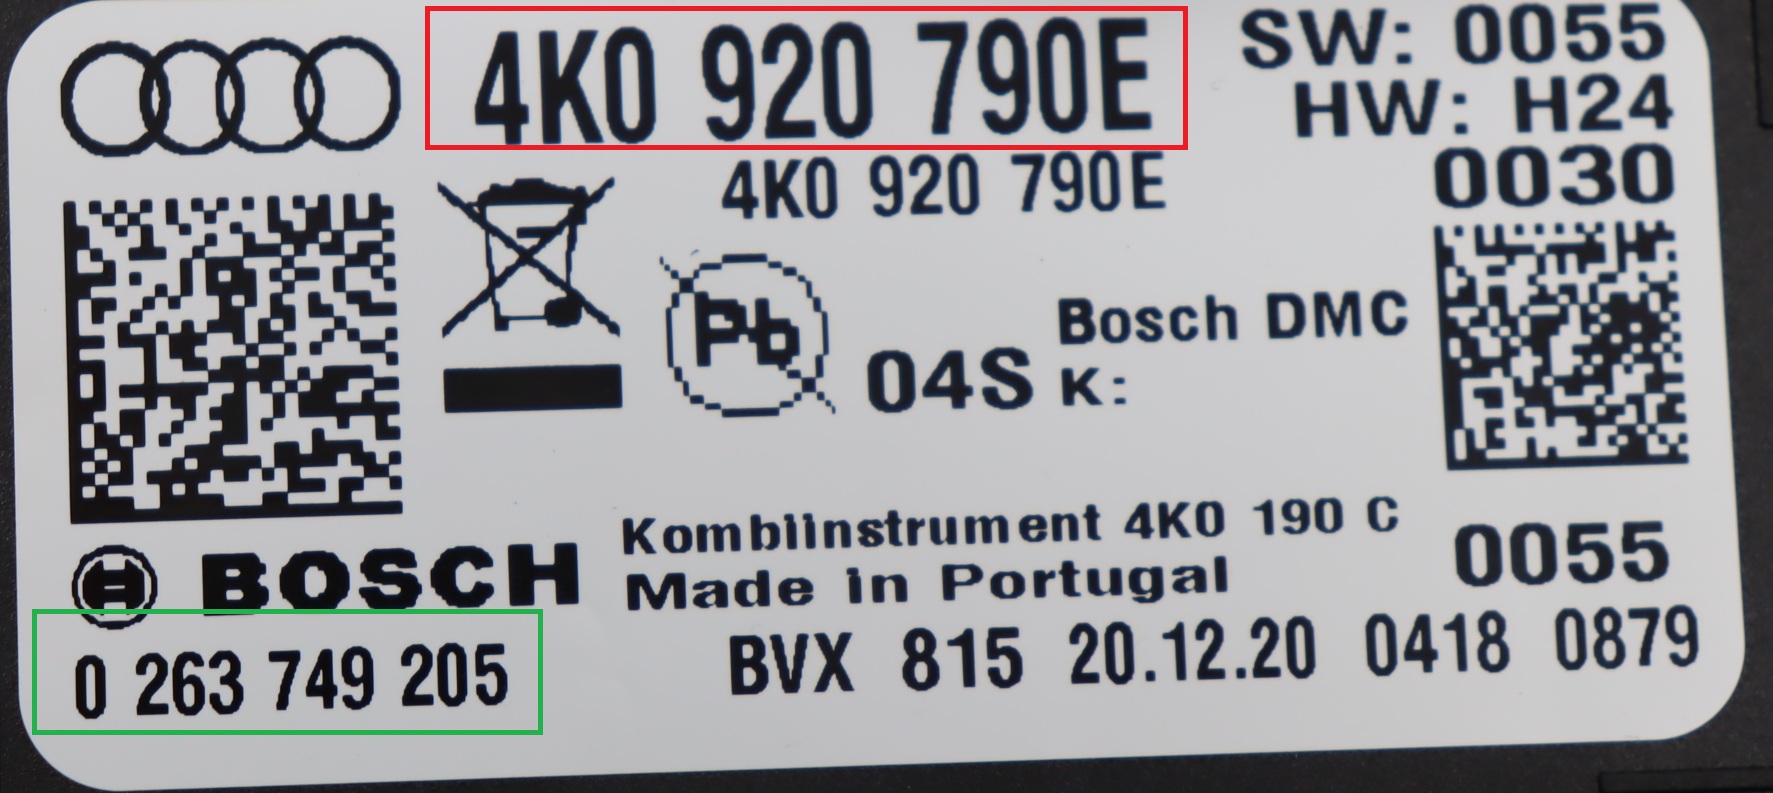 4K0 920 790E
SW: 0055
HW: H24
4K0 920 790E
0030
Pb
04S
Bosch DMC
K:
BOSCH
Kombiinstrument 4K0 190 C
Made in Portugal
0055
0 263 749 205
BVX 815 20.12.20 0418 0879